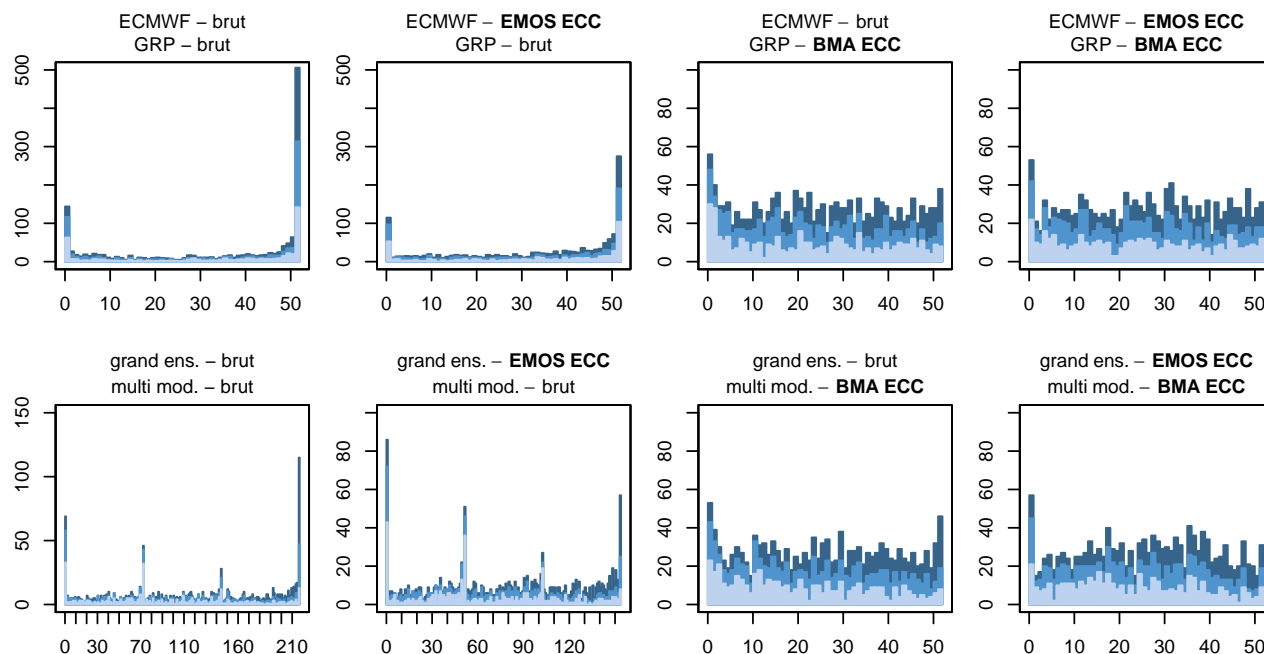 ECMWF – brut
GRP – brut
ECMWF – EMOS ECC
GRP – brut
ECMWF – brut
GRP – BMA ECC
ECMWF – EMOS ECC
GRP – BMA ECC
500
300
100
0
0 10 20 30 40 50
500
300
100
0
0 10 20 30 40 50
80
60
40
20
0
0 10 20 30 40 50
80
60
40
20
0
0 10 20 30 40 50
grand ens. – brut
multi mod. – brut
grand ens. – EMOS ECC
multi mod. – brut
grand ens. – brut
multi mod. – BMA ECC
grand ens. – EMOS ECC
multi mod. – BMA ECC
150
100
50
0
0 30 70 110 160 210
80
60
40
20
0
0 30 60 90 120
80
60
40
20
0
0 10 20 30 40 50
80
60
40
20
0
0 10 20 30 40 50